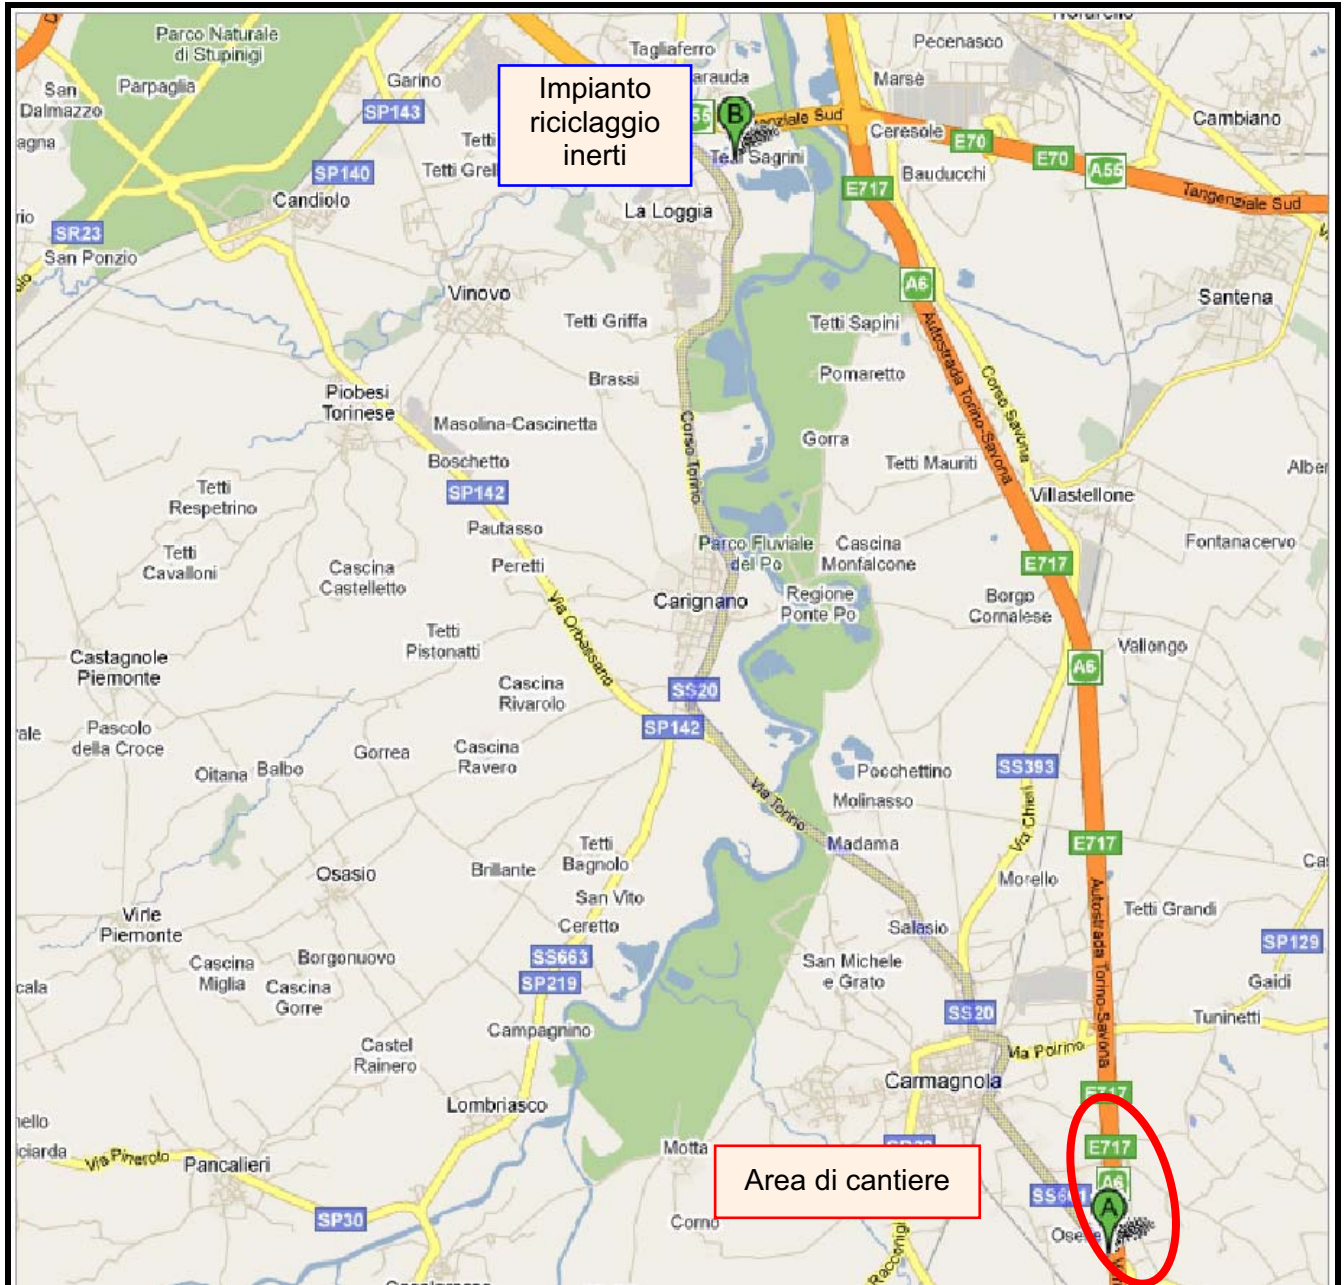 Parco Naturale
di Stupinigi
San
Dalmazzo
Parpaglia
Garino
SP143
SP140
Candiolo
SR23
San Ponzio
Tagliaferro
Impianto
riciclaggio
inerti
B
Sagrini
La Loggia
Pecenasco
Marsè
Ceresole
E70
E70
A55
Cambiano
Bauducchi
E717
Tangenziale Sud
A6
Santena
Vinovo
Tetti Griffa
Tetti Sapini
Brassi
Pomaretto
Autostrada Torino-Savona
Corso Savona
Piobesi
Torinese
Masolina-Cascinetta
Corso Torino
Gorra
Boschetto
Tetti Mauriti
SP142
Villastellone
Tetti
Respetrino
Pautasso
Tetti
Cavalloni
Cascina
Castelletto
Peretti
Parco Fluviale
del Po
Cascina
Monfalcone
E717
Fontanacervo
Via Orbassano
Carignano
Regione
Ponte Po
Borgo
Cornalese
Tetti
Pistonatti
Vallongo
Castagnole
Piemonte
A6
Cascina
Rivarolo
SS20
SP142
Pascolo
della Croce
Gorrea
Cascina
Ravero
Oitana
Balbo
Pocchettino
SS393
Molinasso
Via Torino
Via Chieri
Madama
E717
Tetti
Bagnolo
Osasio
Brillante
Morello
San Vito
Autostrada Torino-Savona
Tetti Grandi
Virle
Piemonte
Ceretto
Salasio
SP129
Borgonuovo
SS663
San Michele
e Grato
Cascina
Miglia
Cascina
Gorre
SP219
Gaidi
SS20
Tuninetti
Campagnino
Castel
Rainero
Via Poirino
Carmagnola
Lombriasco
E717
Motta
E717
Via Pinerolo
Pancalieri
Area di cantiere
A6
A
SP30
Corno
Racconigi